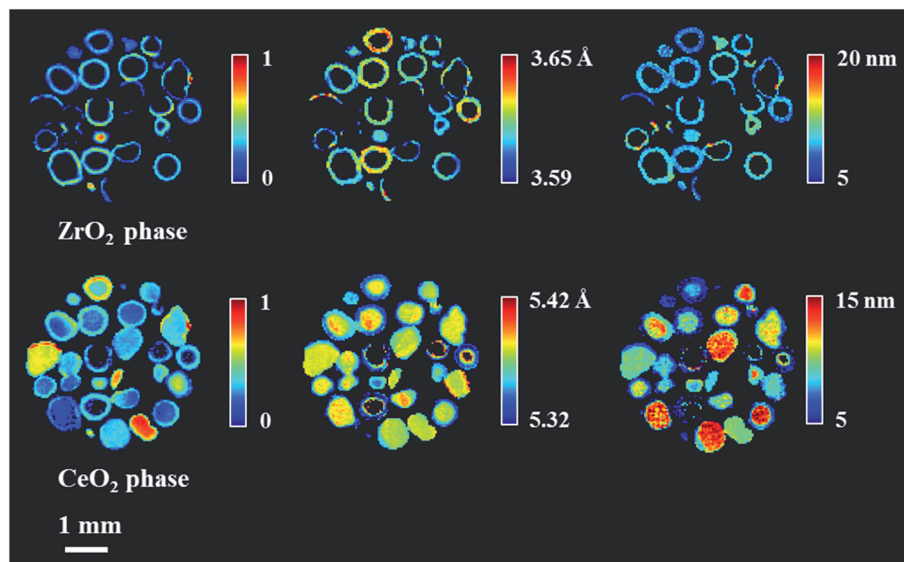 1
0
3.65 Å
3.59
20 nm
5
ZrO₂ phase
1
0
5.42 Å
5.32
15 nm
5
CeO₂ phase
1 mm